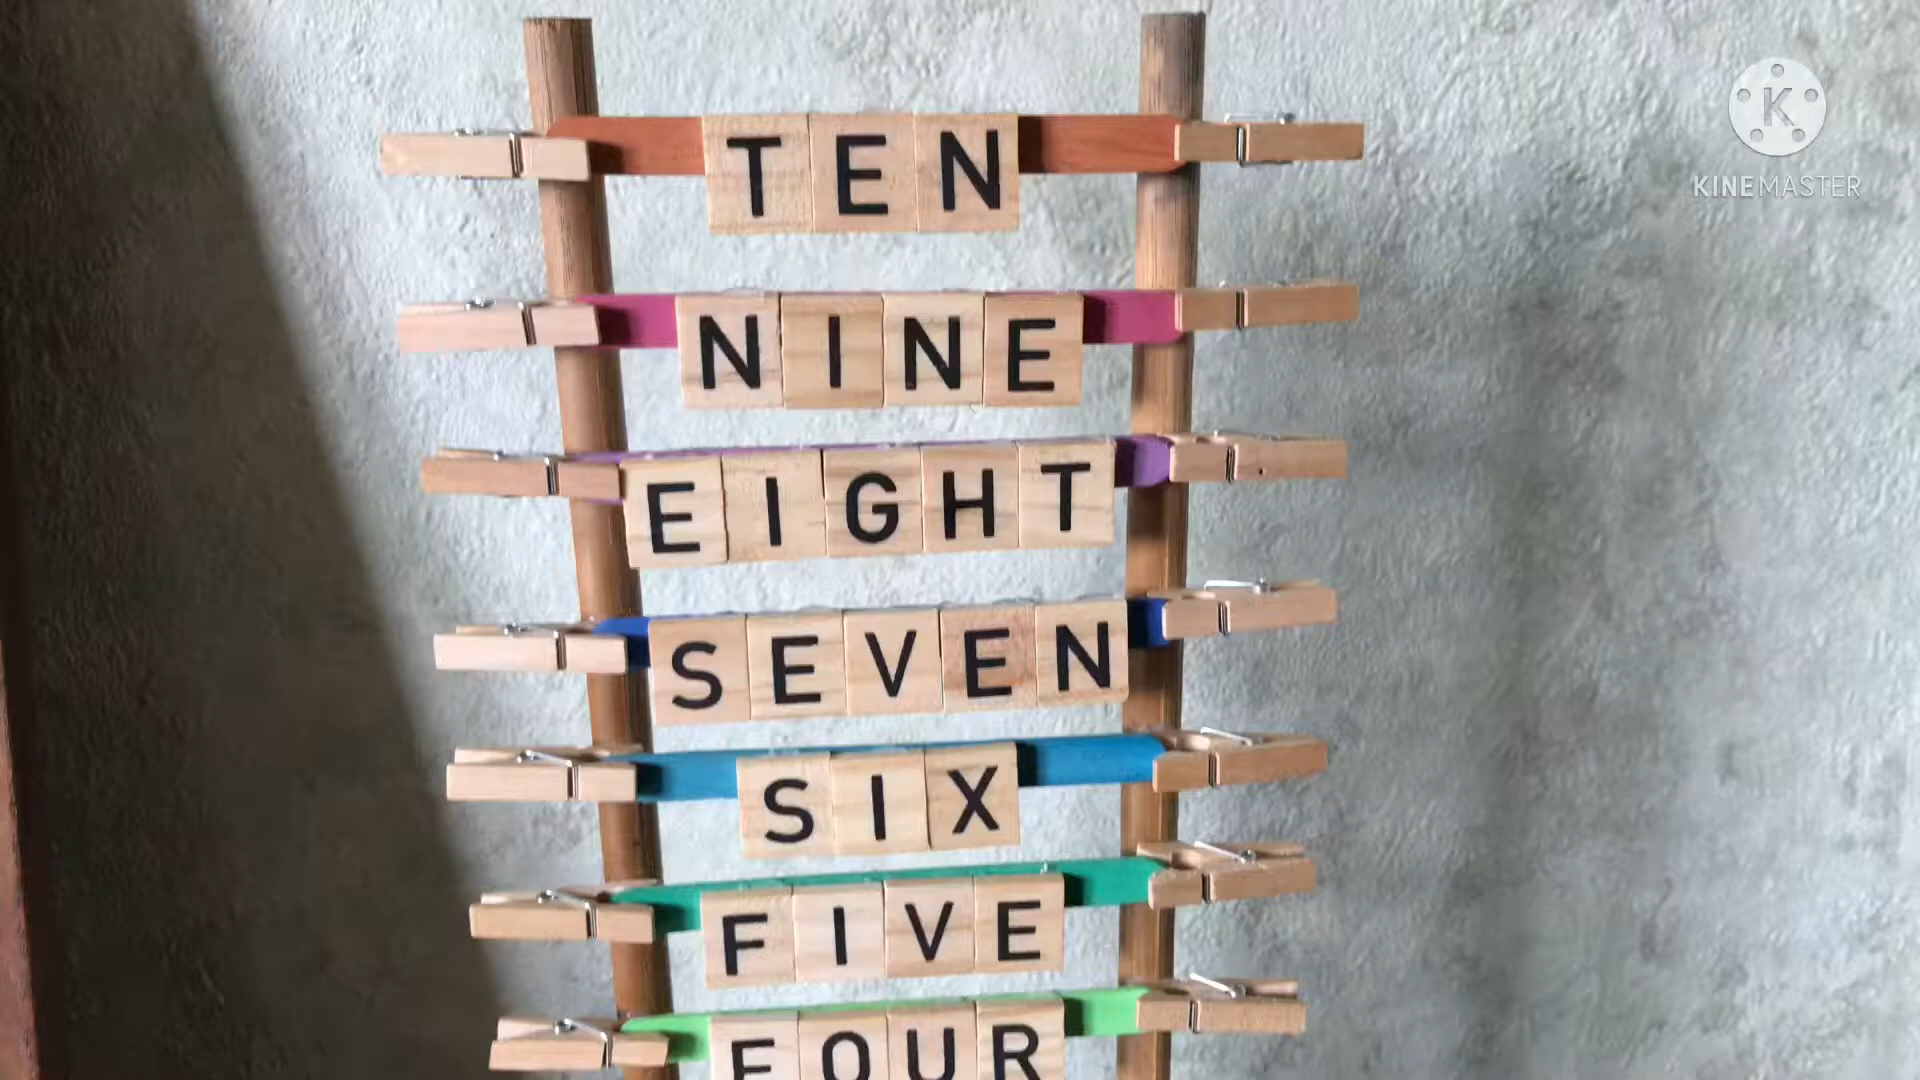 TEN
NINE
EIGHT
SEVEN
SIX
FIVE
FOUR
K
KINEMASTER